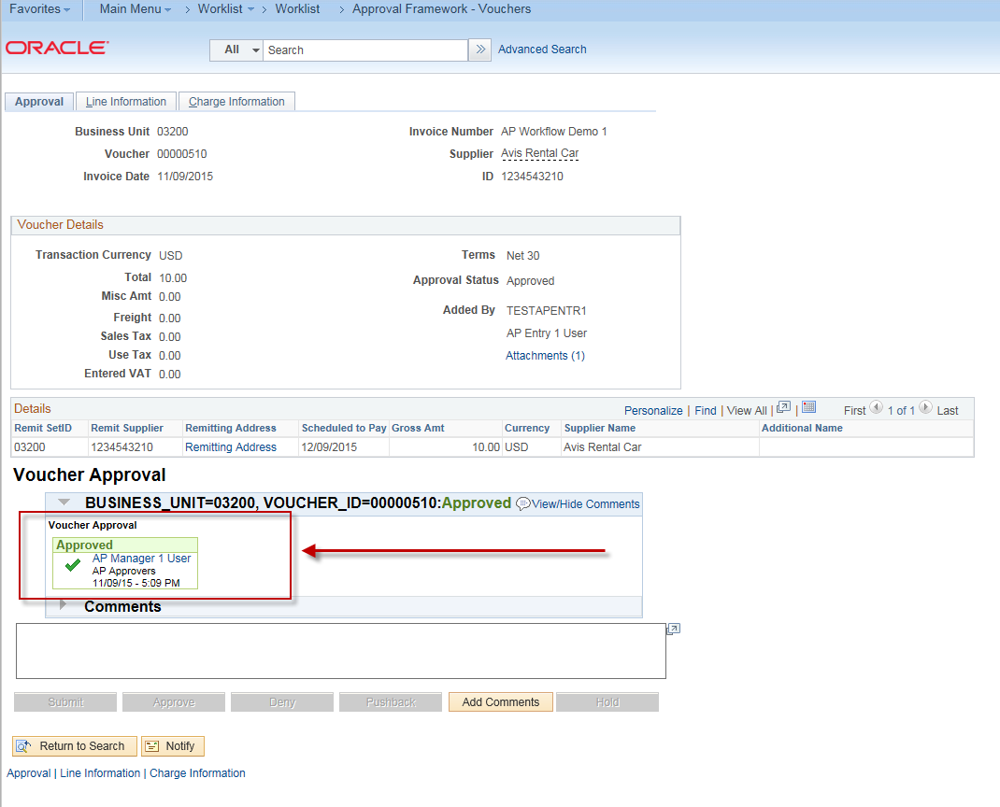 Favorites Main Menu > Worklist > Worklist > Approval Framework - Vouchers
ORACLE All Search Advanced Search
Approval Line Information Charge Information
Business Unit 03200 Invoice Number AP Workflow Demo 1
Voucher 00000510 Supplier Avis Rental Car
Invoice Date 11/09/2015 ID 1234543210
Voucher Details
Transaction Currency USD Terms Net 30
Total 10.00 Approval Status Approved
Misc Amt 0.00
Freight 0.00 Added By TESTAPENTR1
Sales Tax 0.00 AP Entry 1 User
Use Tax 0.00 Attachments (1)
Entered VAT 0.00
Details Personalize | Find | View All | | First 1 of 1 Last
Remit SetID Remit Supplier Remitting Address Scheduled to Pay Gross Amt Currency Supplier Name Additional Name
03200 1234543210 Remitting Address 12/09/2015 10.00 USD Avis Rental Car
Voucher Approval
BUSINESS_UNIT=03200, VOUCHER_ID=00000510:Approved View/Hide Comments
Voucher Approval
Approved
AP Manager 1 User
AP Approvers
11/09/15 - 5:09 PM
Comments
Submit Approve Deny Pushback Add Comments Hold
Return to Search Notify
Approval | Line Information | Charge Information